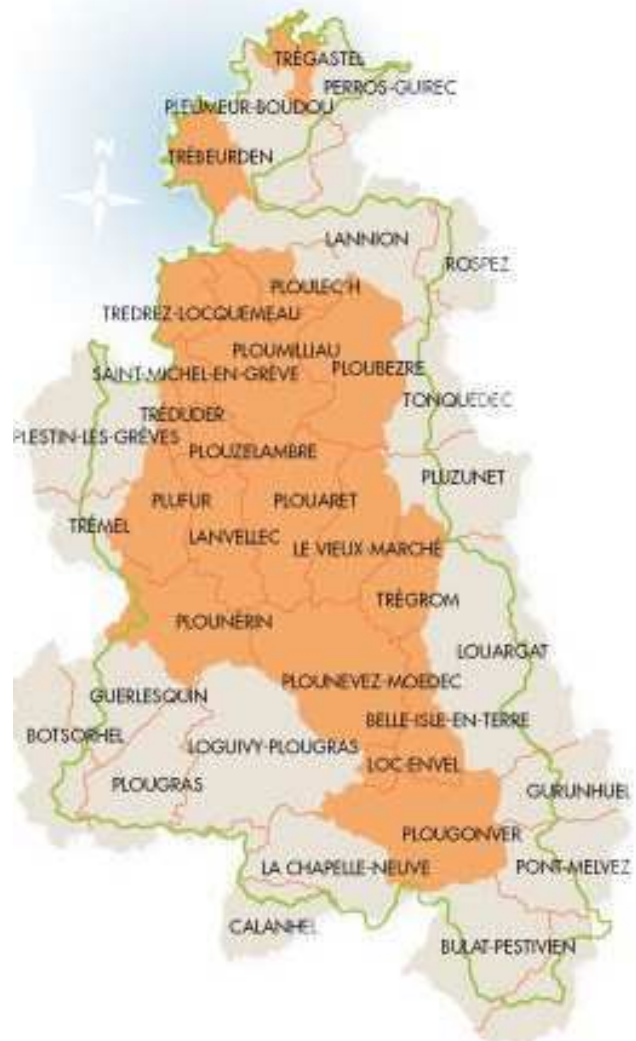 TRÉGASTEL
PERROS-GUIREC
PLEUMEUR-BOUDOU
TRÉBEURDEN
N
LANNION
ROSPEZ
PLOULEC'H
TREDREZ-LOCQUEMEAU
PLOUMILLIAU
PLOUBEZRE
SAINT-MICHEL-EN-GRÈVE
TONQUEDEC
TRÉDUDER
PLESTIN-LES-GRÈVES
PLOUZELAMBRE
PLUZUNET
PLUFUR
PLOUARET
TRÉMEL
LANVELLEC
LE VIEUX-MARCHÉ
TRÉGROM
PLOUNÉRIN
LOUARGAT
PLOUNEVEZ-MOEDEC
GUERLESQUIN
BELLE-ISLE-EN-TERRE
BOTSORHEL
LOGUIVY-PLOUGRAS
LOC-ENVEL
PLOUGRAS
GURUNHUEL
PLOUGONVER
LA CHAPELLE-NEUVE
PONT-MELVEZ
CALANHEL
BULAT-PESTIVIEN